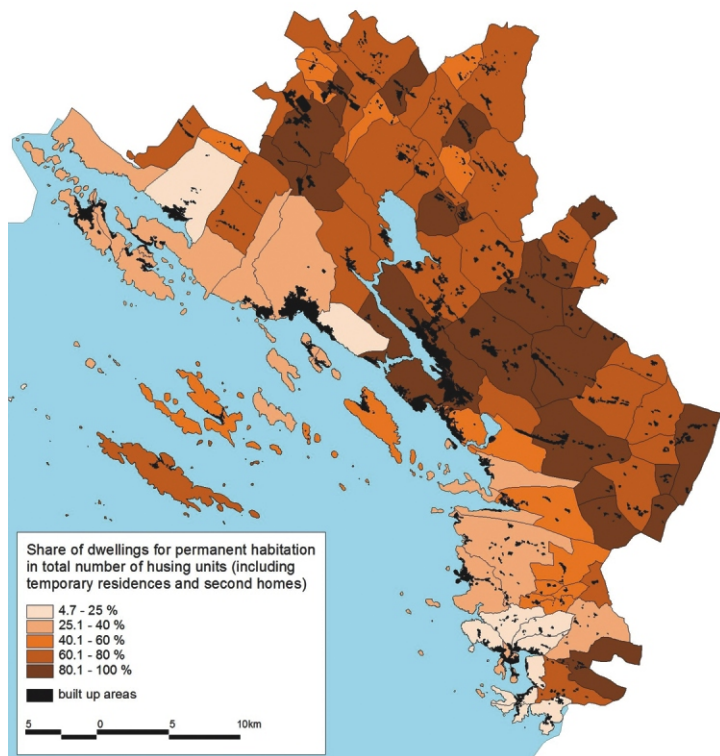 Share of dwellings for permanent habitation
in total number of husing units (including
temporary residences and second homes)
4.7 - 25 %
25.1 - 40 %
40.1 - 60 %
60.1 - 80 %
80.1 - 100 %
built up areas
5 0 5 10km